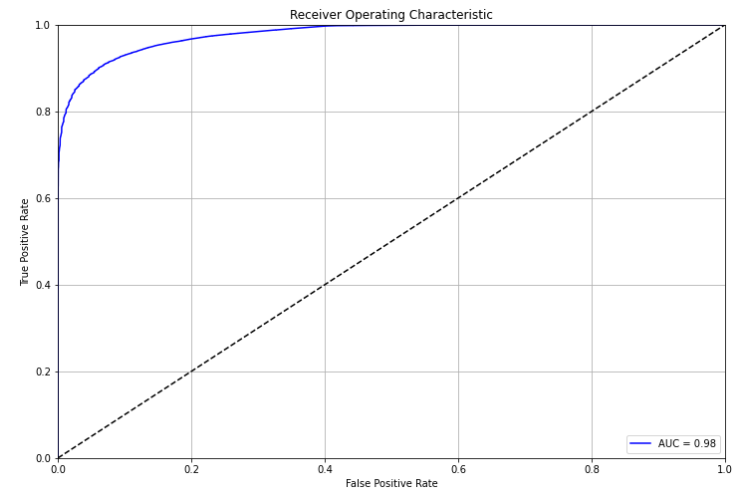 Receiver Operating Characteristic
1.0
0.8
0.6
0.4
0.2
0.0
True Positive Rate
0.0 0.2 0.4 0.6 0.8 1.0
False Positive Rate
AUC = 0.98